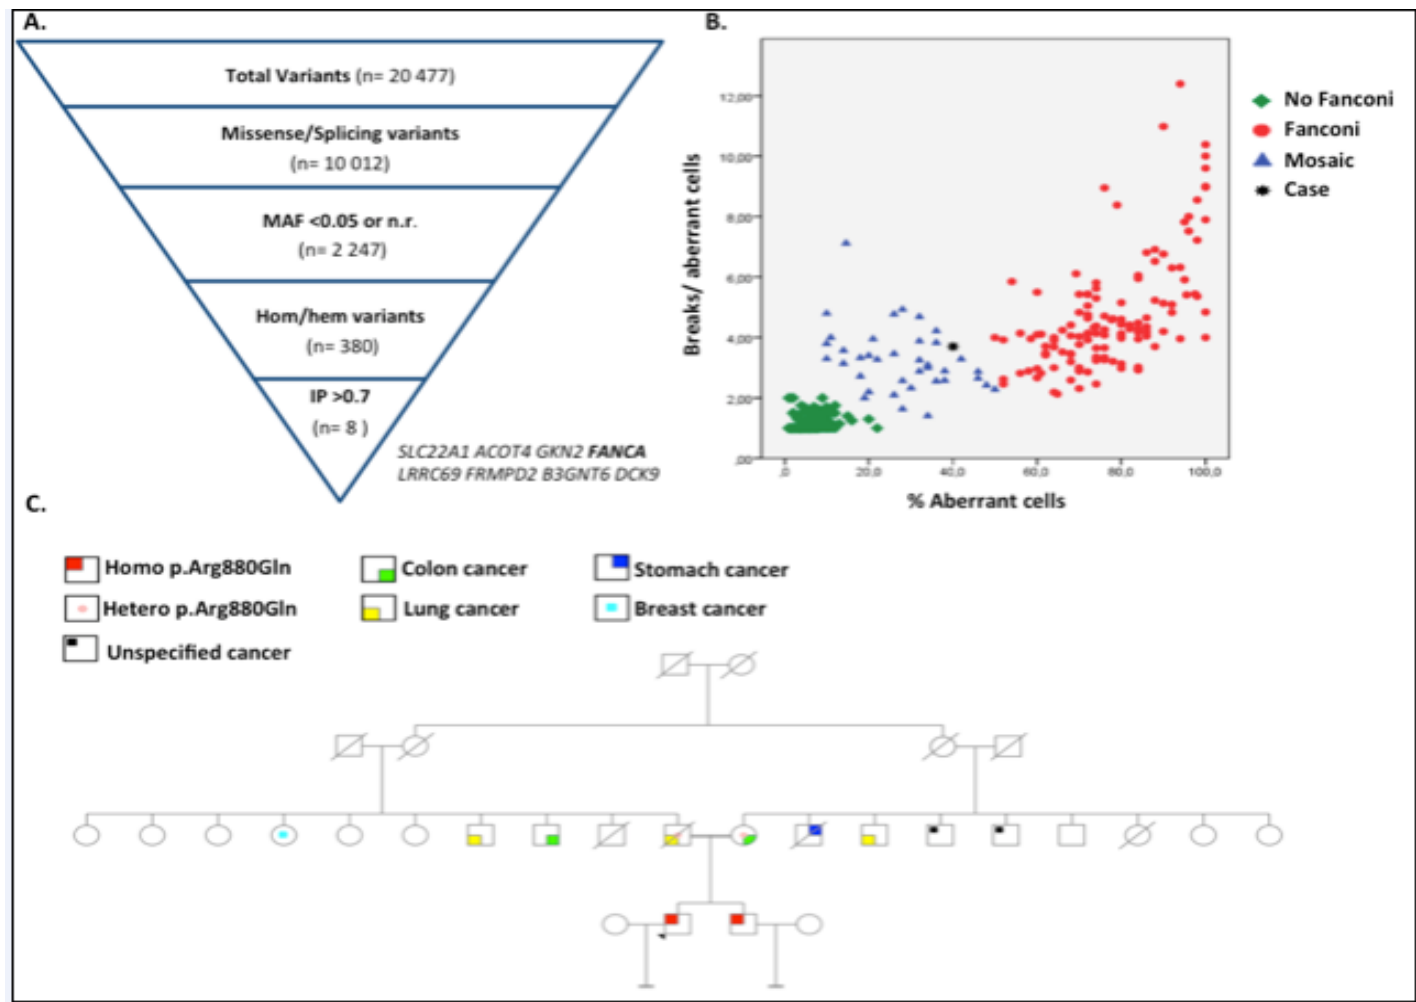 A.
Total Variants (n= 20 477)
Missense/Splicing variants
(n= 10 012)
MAF <0.05 or n.r.
(n= 2 247)
Hom/hem variants
(n= 380)
IP >0.7
(n= 8 )
SLC22A1 ACOT4 GKN2 FANCA
LRRC69 FRMPD2 B3GNT6 DCK9
B.
Breaks/ aberrant cells
12,00
10,00
8,00
6,00
4,00
2,00
,00
,0 20,0 40,0 60,0 80,0 100,0
% Aberrant cells
No Fanconi
Fanconi
Mosaic
Case
C.
Homo p.Arg880Gln
Colon cancer
Stomach cancer
Hetero p.Arg880Gln
Lung cancer
Breast cancer
Unspecified cancer